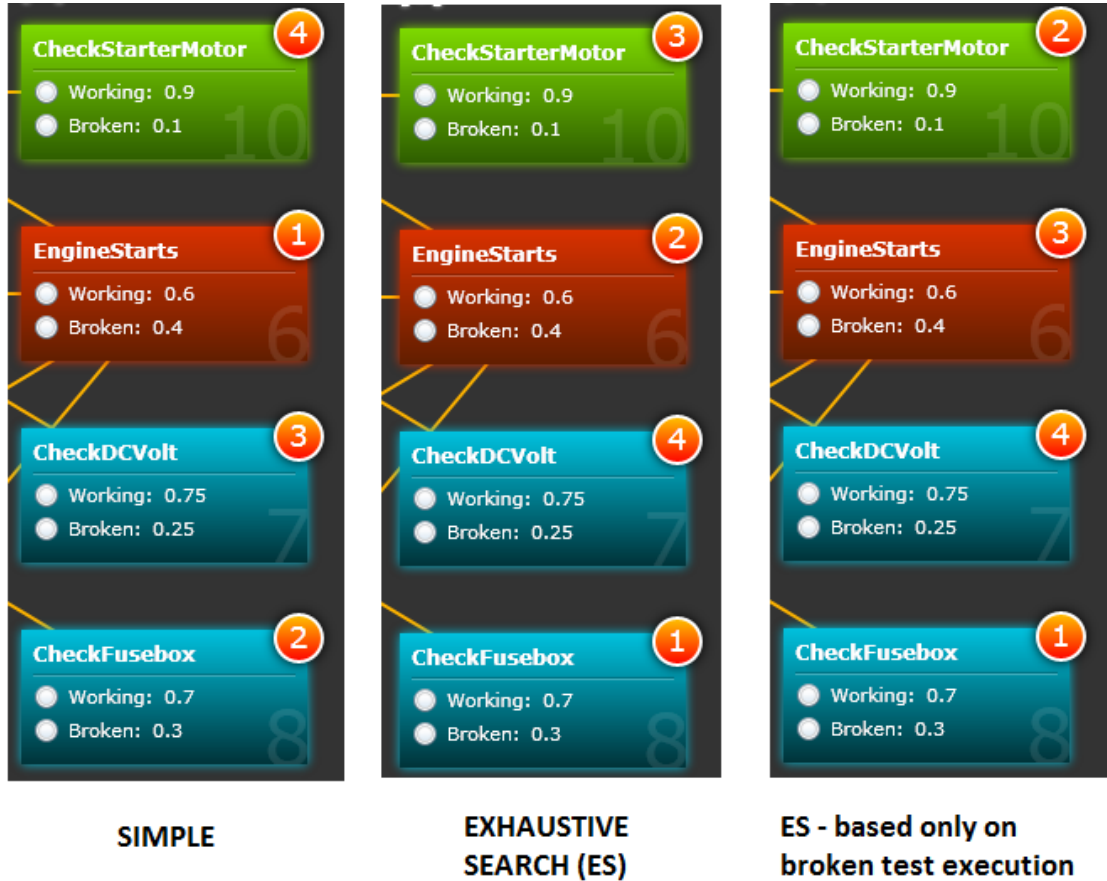 4
CheckStarterMotor
Working: 0.9
Broken: 0.1
10
1
EngineStarts
Working: 0.6
Broken: 0.4
6
3
CheckDCVolt
Working: 0.75
Broken: 0.25
7
2
CheckFusebox
Working: 0.7
Broken: 0.3
8
SIMPLE
3
CheckStarterMotor
Working: 0.9
Broken: 0.1
10
2
EngineStarts
Working: 0.6
Broken: 0.4
6
4
CheckDCVolt
Working: 0.75
Broken: 0.25
7
1
CheckFusebox
Working: 0.7
Broken: 0.3
8
EXHAUSTIVE
SEARCH (ES)
2
CheckStarterMotor
Working: 0.9
Broken: 0.1
10
3
EngineStarts
Working: 0.6
Broken: 0.4
6
4
CheckDCVolt
Working: 0.75
Broken: 0.25
7
1
CheckFusebox
Working: 0.7
Broken: 0.3
8
ES - based only on
broken test execution